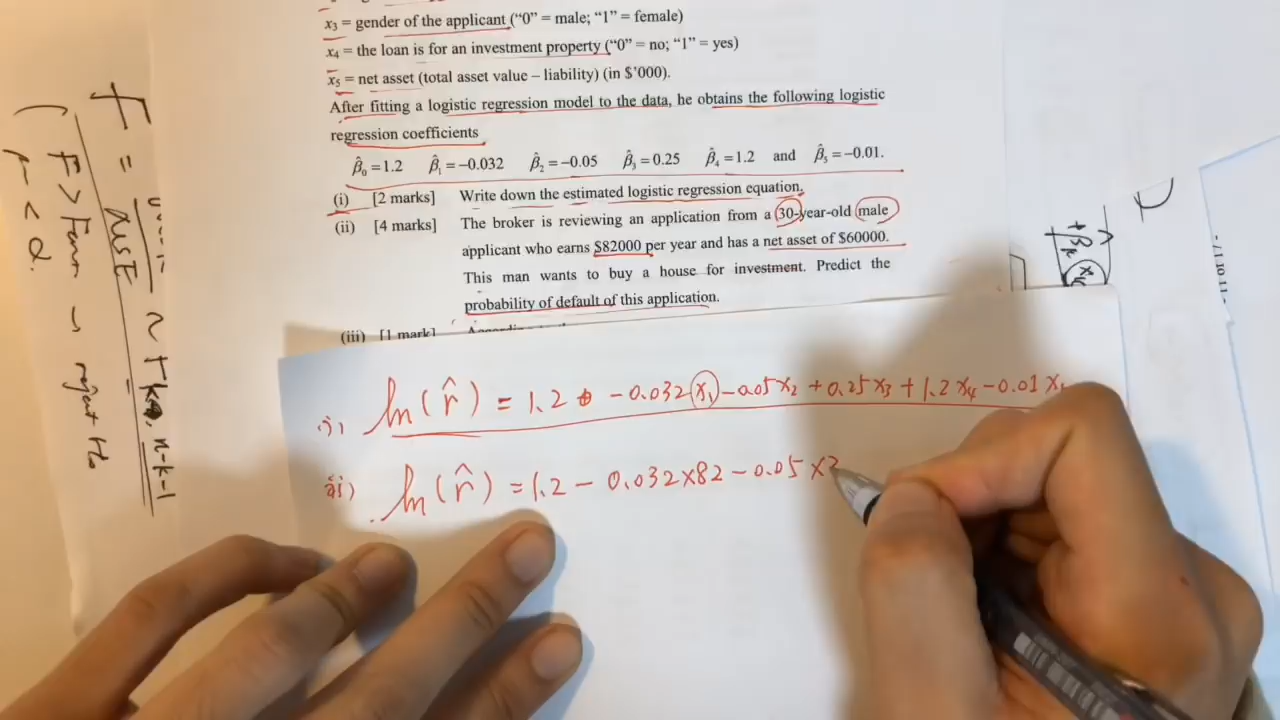 x₃ = gender of the applicant (“0” = male; “1” = female)
x₄ = the loan is for an investment property (“0” = no; “1” = yes)
x₅ = net asset (total asset value – liability) (in $’000).
After fitting a logistic regression model to the data, he obtains the following logistic
regression coefficients
β̂₀ = 1.2 β̂₁ = –0.032 β̂₂ = –0.05 β̂₃ = 0.25 β̂₄ = 1.2 and β̂₅ = –0.01.
(i) [2 marks] Write down the estimated logistic regression equation.
(ii) [4 marks] The broker is reviewing an application from a 30-year-old male
applicant who earns $82000 per year and has a net asset of $60000.
This man wants to buy a house for investment. Predict the
probability of default of this application.
(iii) [1 mark]
i) ln(r̂) = 1.2 - 0.032 x₁ - 0.05x₂ + 0.25x₃ + 1.2x₄ - 0.01x
ii) ln(r̂) = 1.2 - 0.032×82 - 0.05×3
F = ~ F k, n-k-1
F > → reject H₀
p < α.
+β̂ₖ